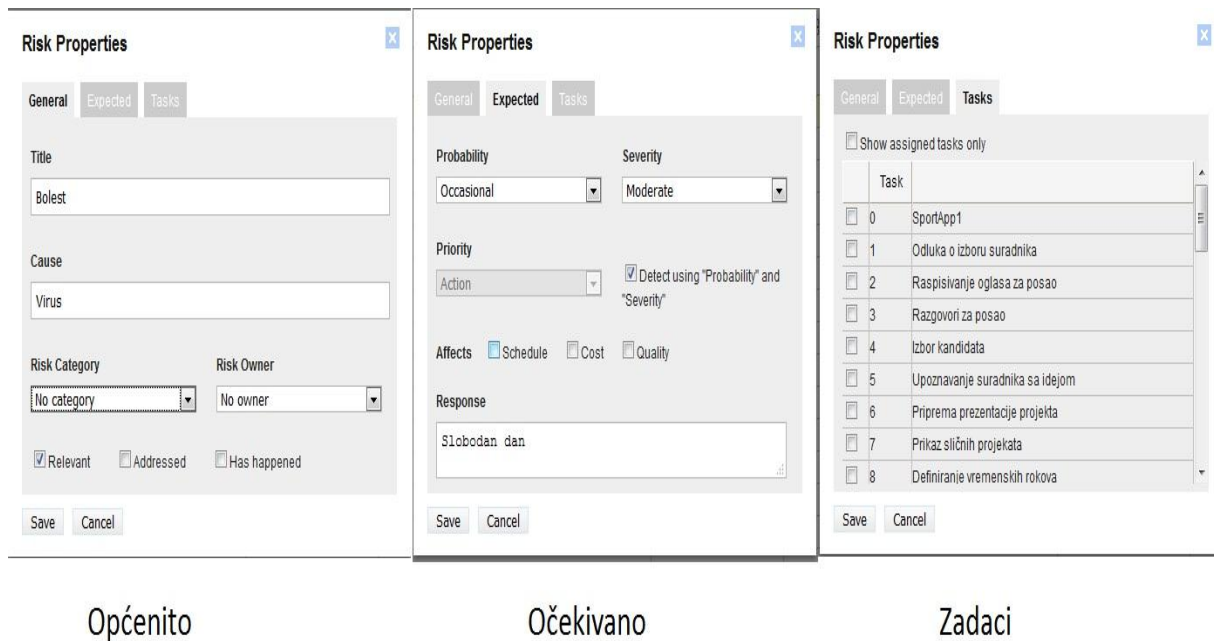 Risk Properties
General Expected Tasks
Title
Bolest
Cause
Virus
Risk Category Risk Owner
No category No owner
Relevant Addressed Has happened
Save Cancel
Risk Properties
General Expected Tasks
Probability Severity
Occasional Moderate
Priority
Action
Detect using "Probability" and
"Severity"
Affects Schedule Cost Quality
Response
Slobodan dan
Save Cancel
Risk Properties
General Expected Tasks
Show assigned tasks only
Task
0 SportApp1
1 Odluka o izboru suradnika
2 Raspisivanje oglasa za posao
3 Razgovori za posao
4 Izbor kandidata
5 Upoznavanje suradnika sa idejom
6 Priprema prezentacije projekta
7 Prikaz sličnih projekata
8 Definiranje vremenskih rokova
Save Cancel
Općenito
Očekivano
Zadaci